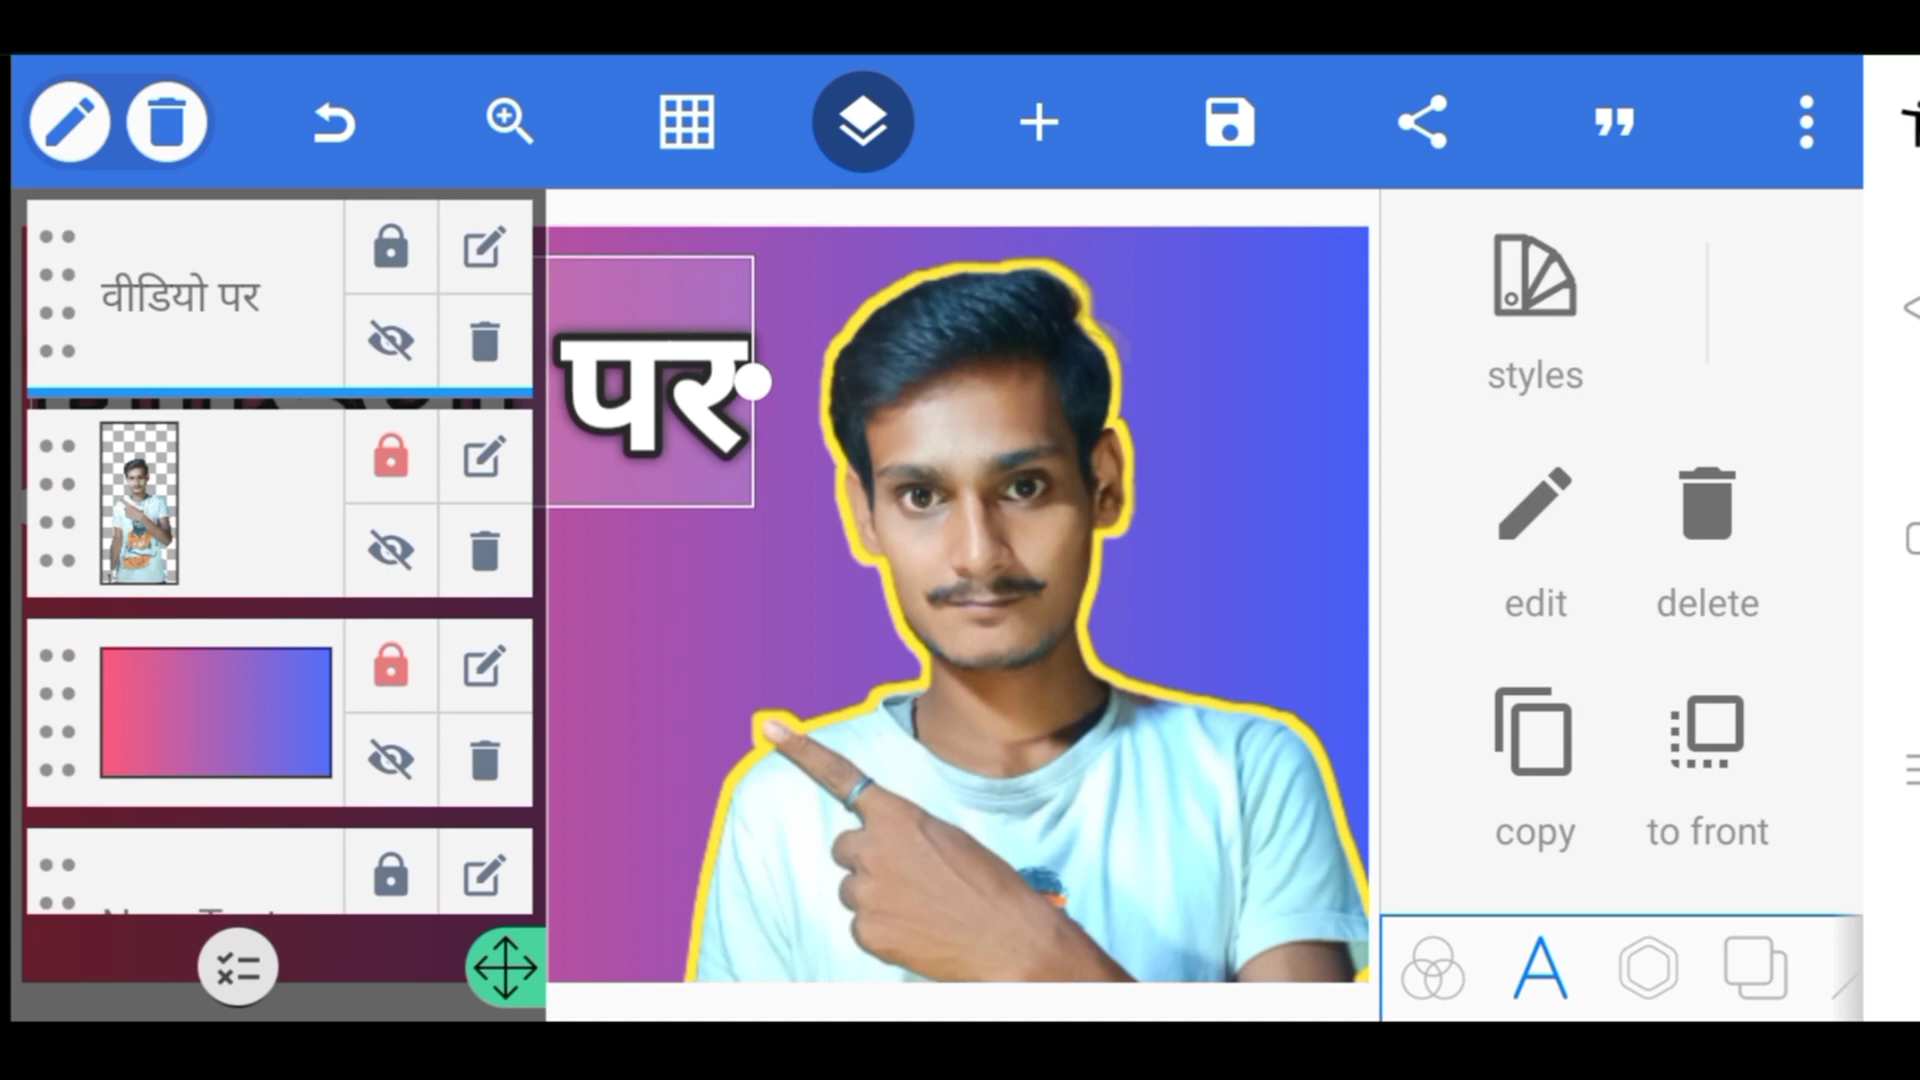 वीडियो पर
पर
styles
edit
delete
copy
to front